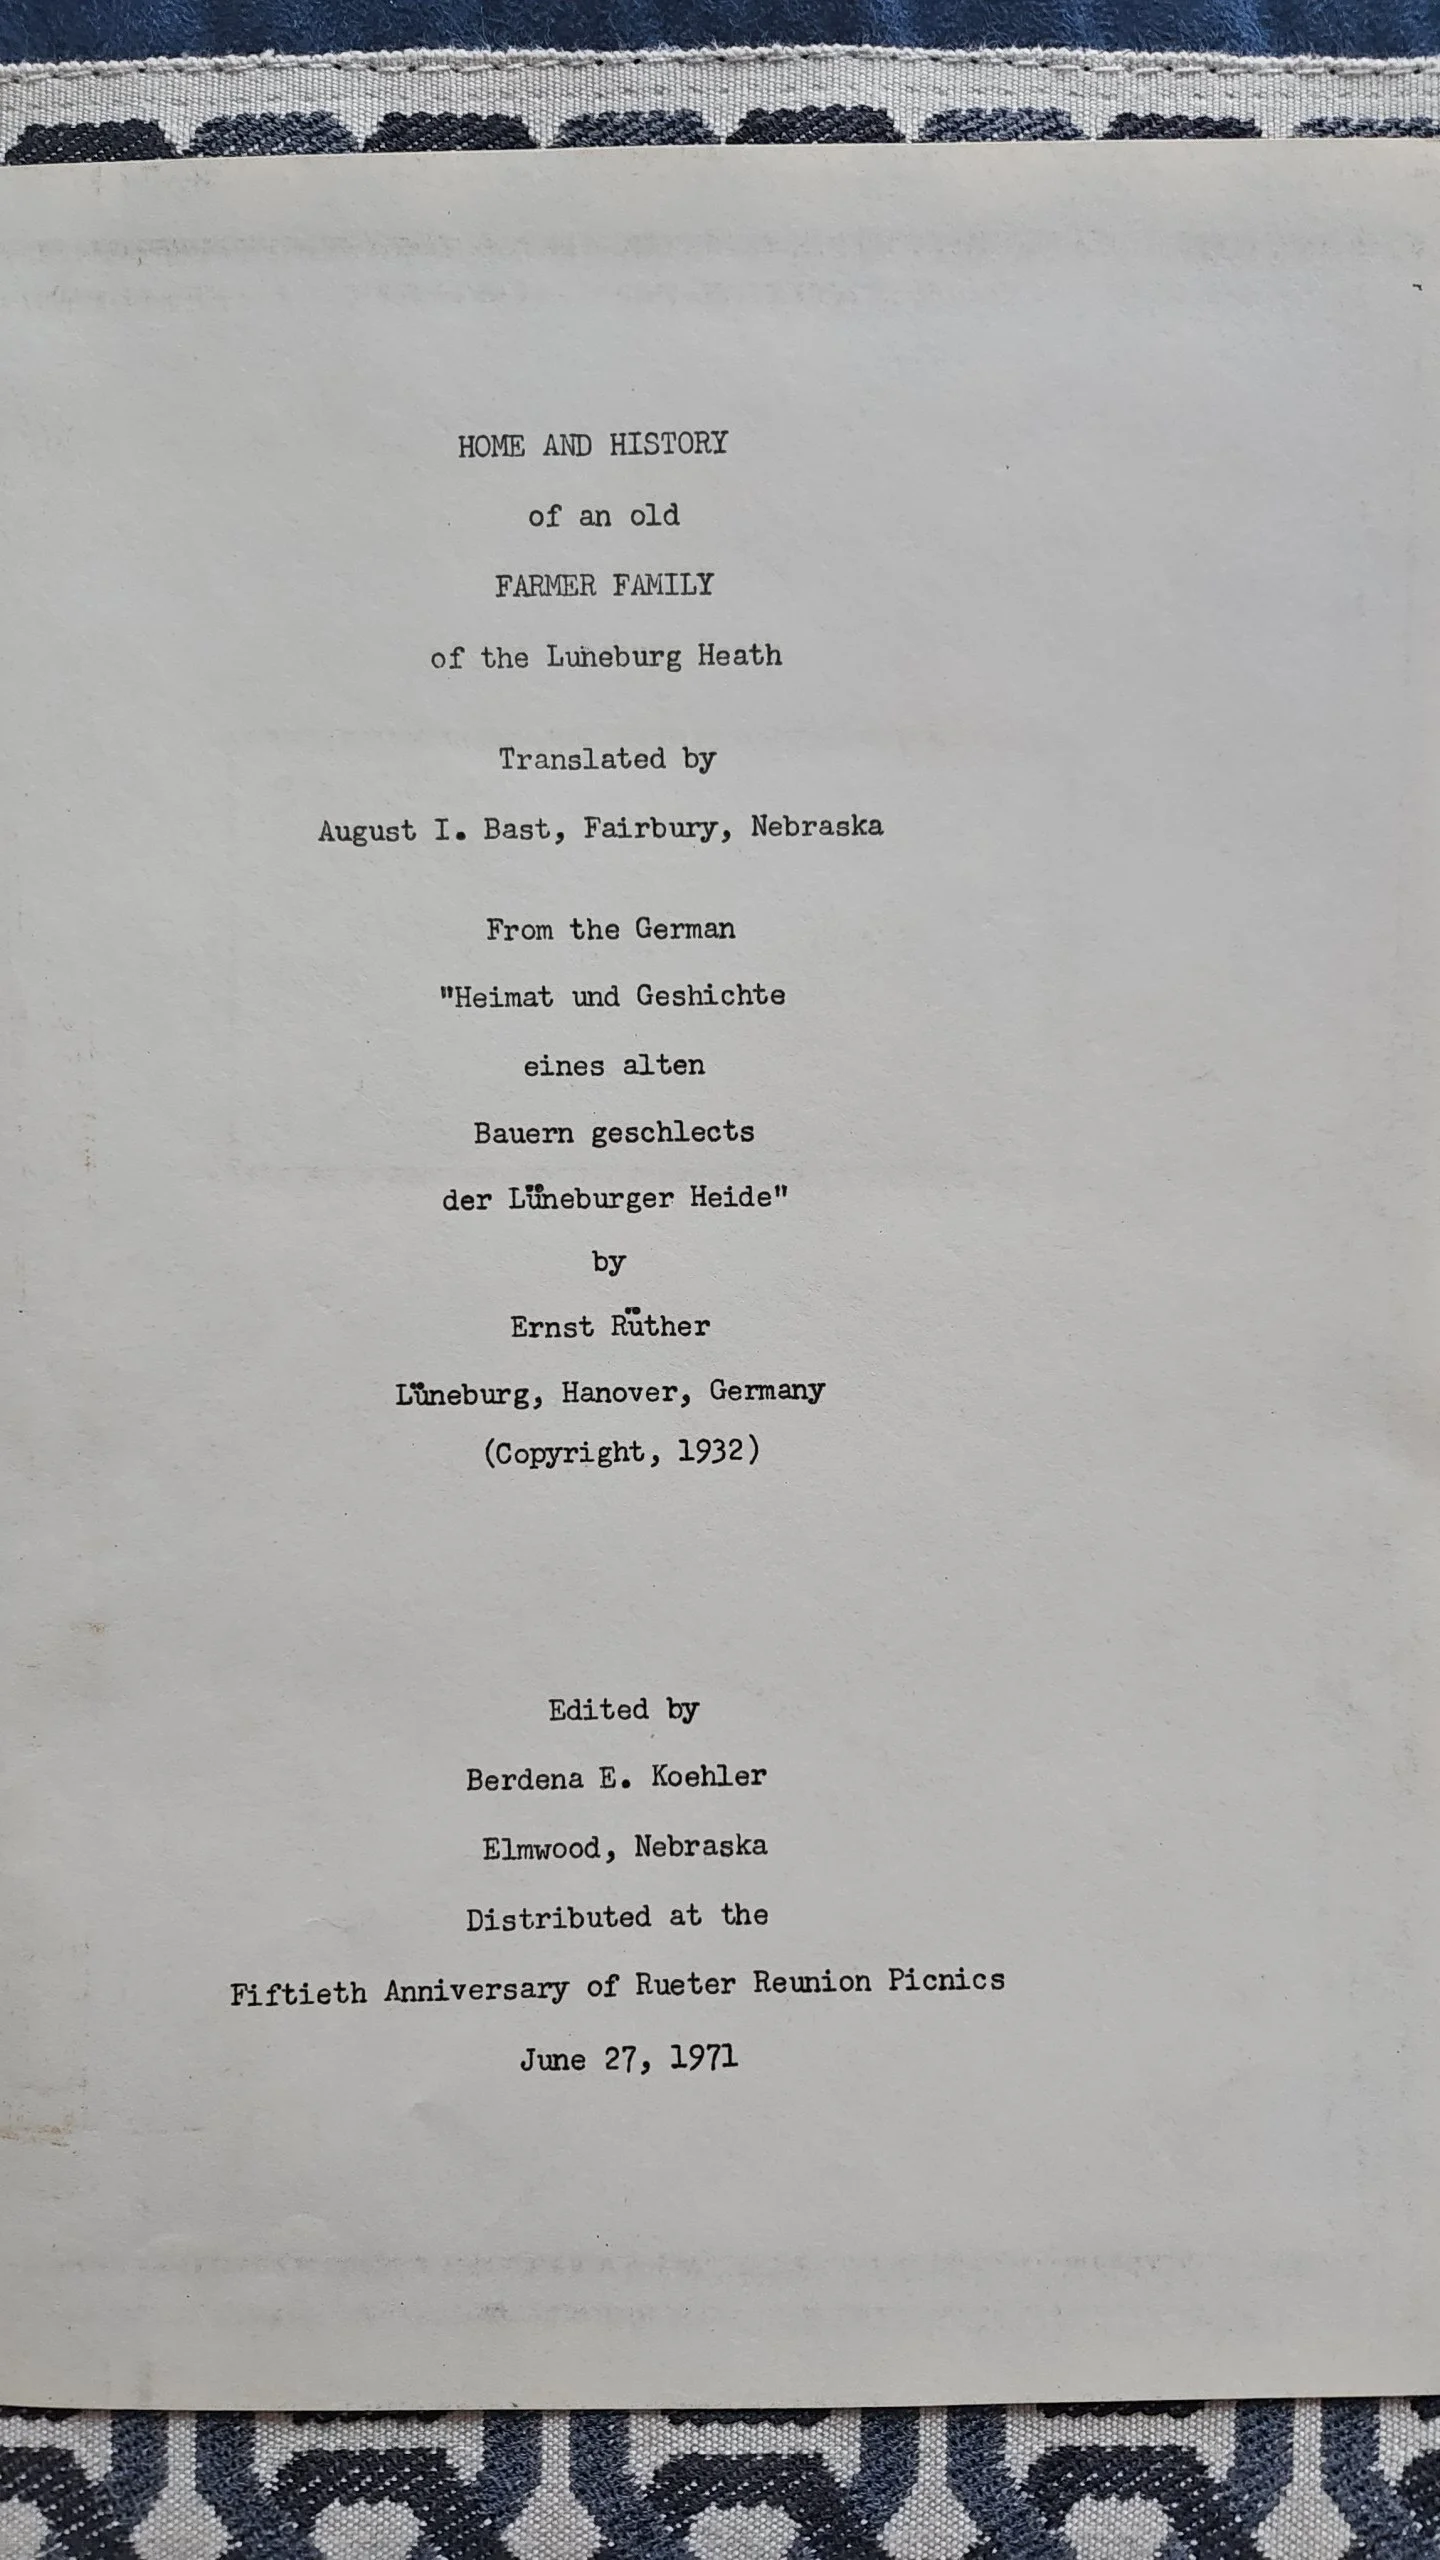 HOME AND HISTORY
of an old
FARMER FAMILY
of the Luneburg Heath
Translated by
August I. Bast, Fairbury, Nebraska
From the German
"Heimat und Geshichte
eines alten
Bauern geschlects
der Lüneburger Heide"
by
Ernst Rüther
Lüneburg, Hanover, Germany
(Copyright, 1932)
Edited by
Berdena E. Koehler
Elmwood, Nebraska
Distributed at the
Fiftieth Anniversary of Rueter Reunion Picnics
June 27, 1971